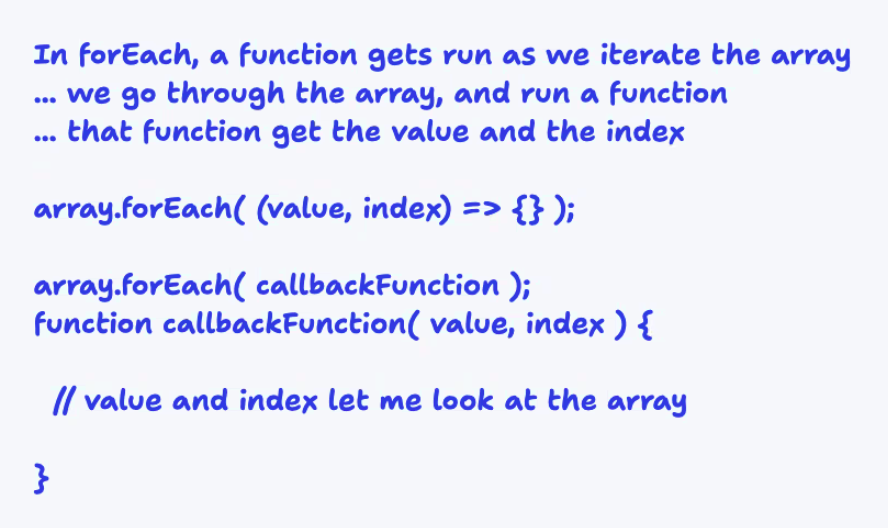 In forEach, a function gets run as we iterate the array
... we go through the array, and run a function
... that function get the value and the index
array.forEach( (value, index) => {} );
array.forEach( callbackFunction );
function callbackFunction( value, index ) {
// value and index let me look at the array
}